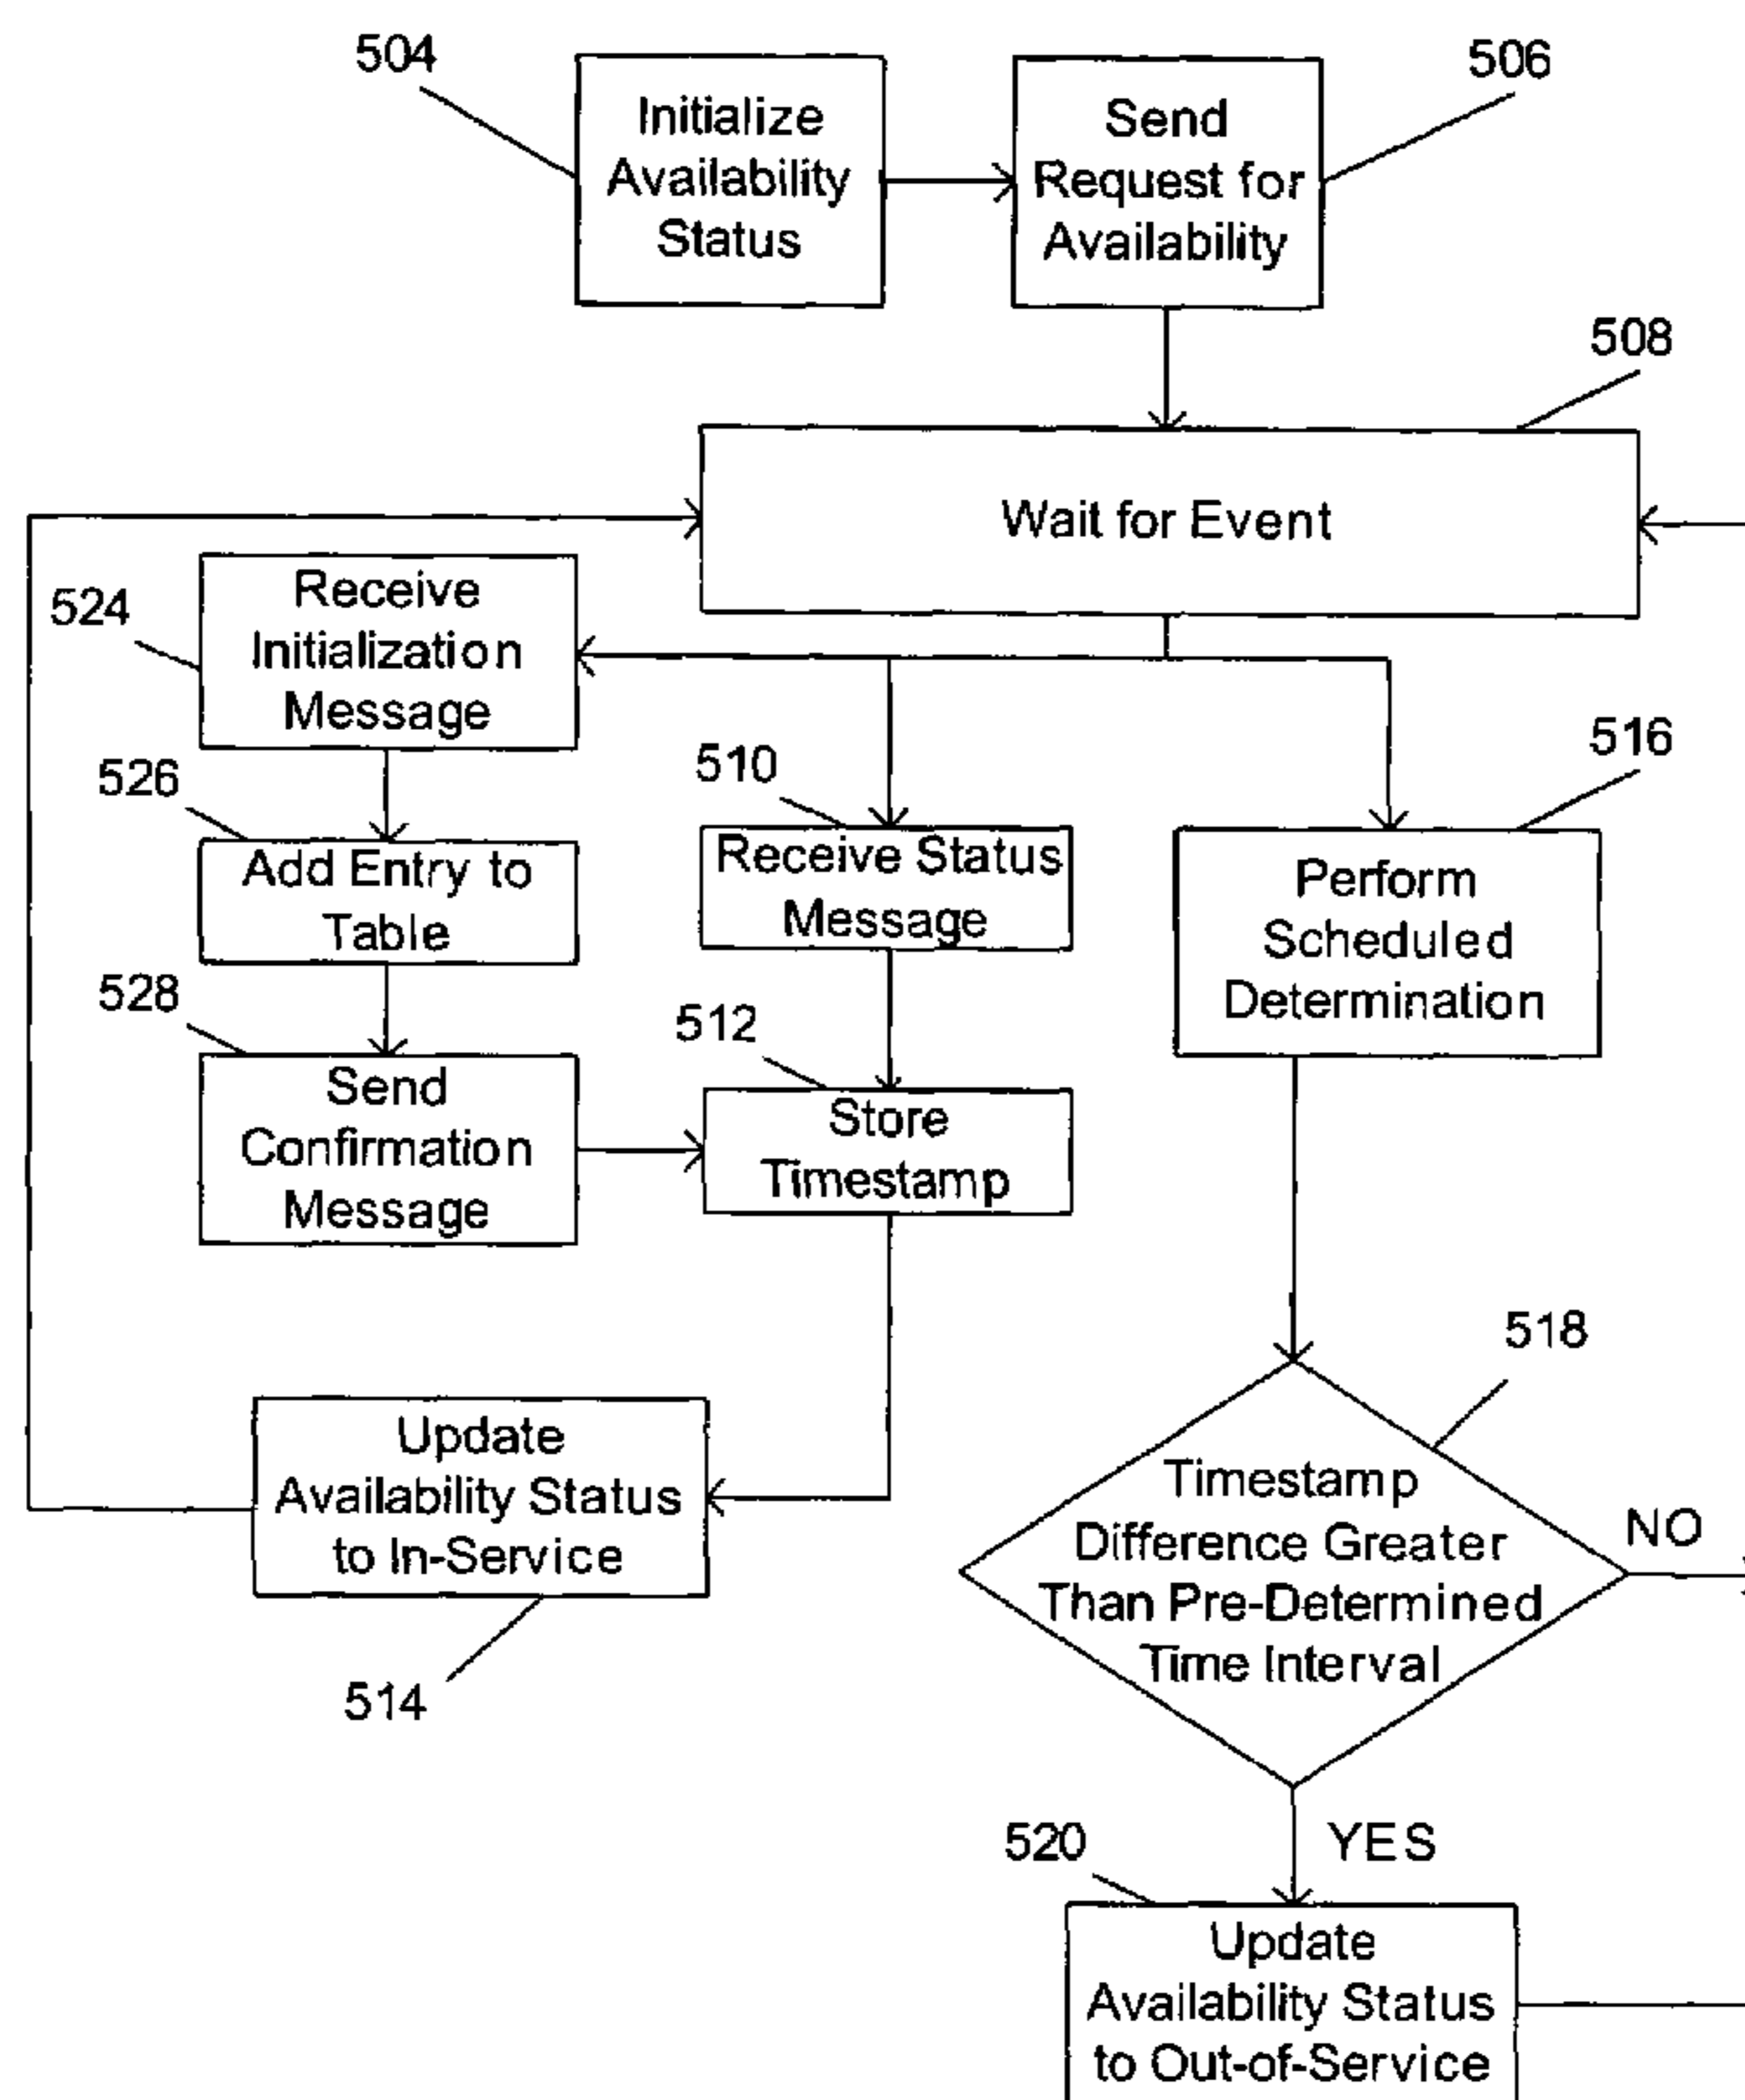 504
Initialize
Availability
Status
506
Send
Request for
Availability
508
Wait for Event
524
Receive
Initialization
Message
526
Add Entry to
Table
528
Send
Confirmation
Message
510
Receive Status
Message
512
Store
Timestamp
516
Perform
Scheduled
Determination
518
Timestamp
Difference Greater
Than Pre-Determined
Time Interval
NO
YES
514
Update
Availability Status
to In-Service
520
Update
Availability Status
to Out-of-Service